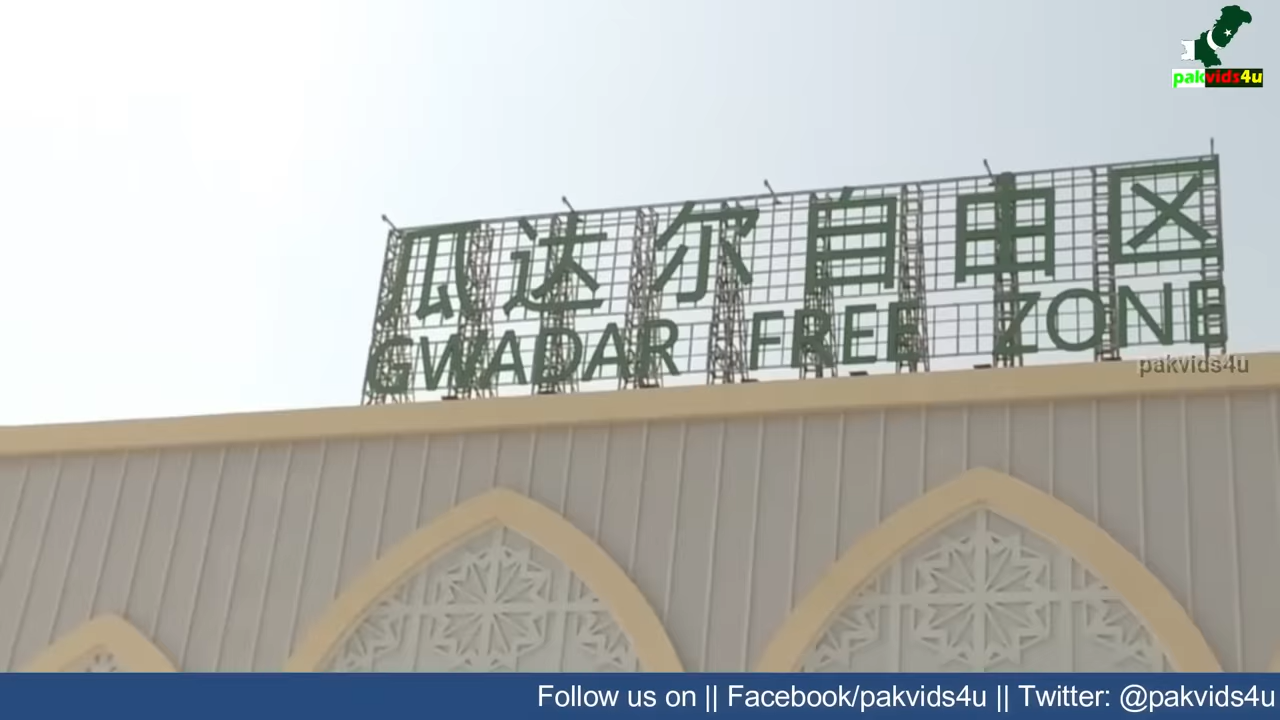 pakvids4u
瓜达尔自由区
GWADAR FREE ZONE
pakvids4u
Follow us on || Facebook/pakvids4u || Twitter: @pakvids4u